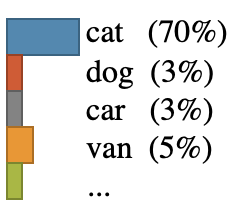 cat (70%)
dog (3%)
car (3%)
van (5%)
...